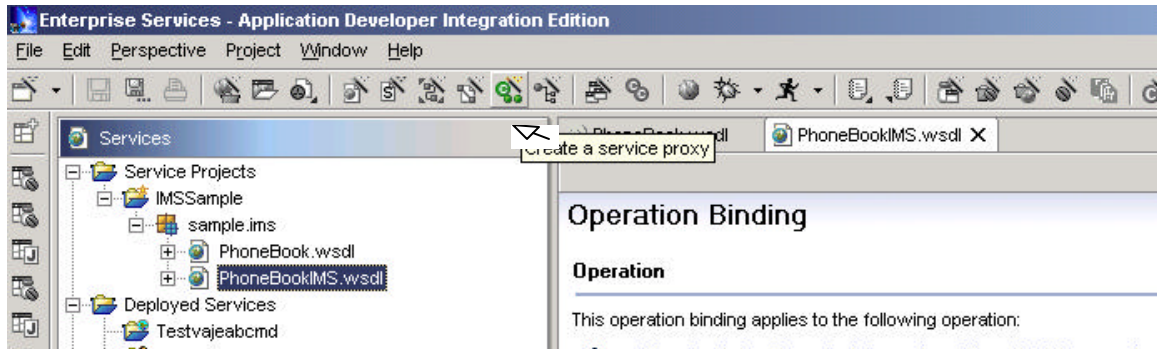 Enterprise Services - Application Developer Integration Edition
File Edit Perspective Project Window Help
Services
PhoneBookIMS.wsdl X
Create a service proxy
Service Projects
IMSSample
sample.ims
PhoneBook.wsdl
PhoneBookIMS.wsdl
Deployed Services
Testvajeabcmd
Operation Binding
Operation
This operation binding applies to the following operation: